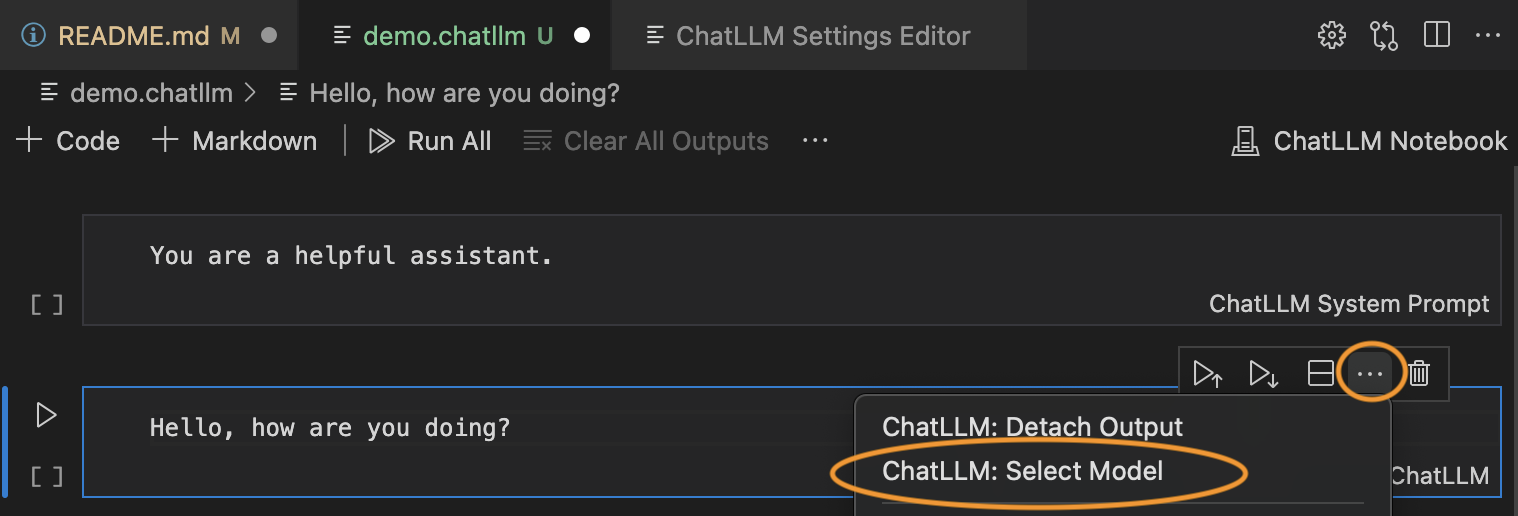 README.md M demo.chatllm U ChatLLM Settings Editor
demo.chatllm > Hello, how are you doing?
+ Code + Markdown | Run All Clear All Outputs ... ChatLLM Notebook
You are a helpful assistant.
[ ] ChatLLM System Prompt
Hello, how are you doing?
ChatLLM: Detach Output
ChatLLM: Select Model
[ ] ChatLLM